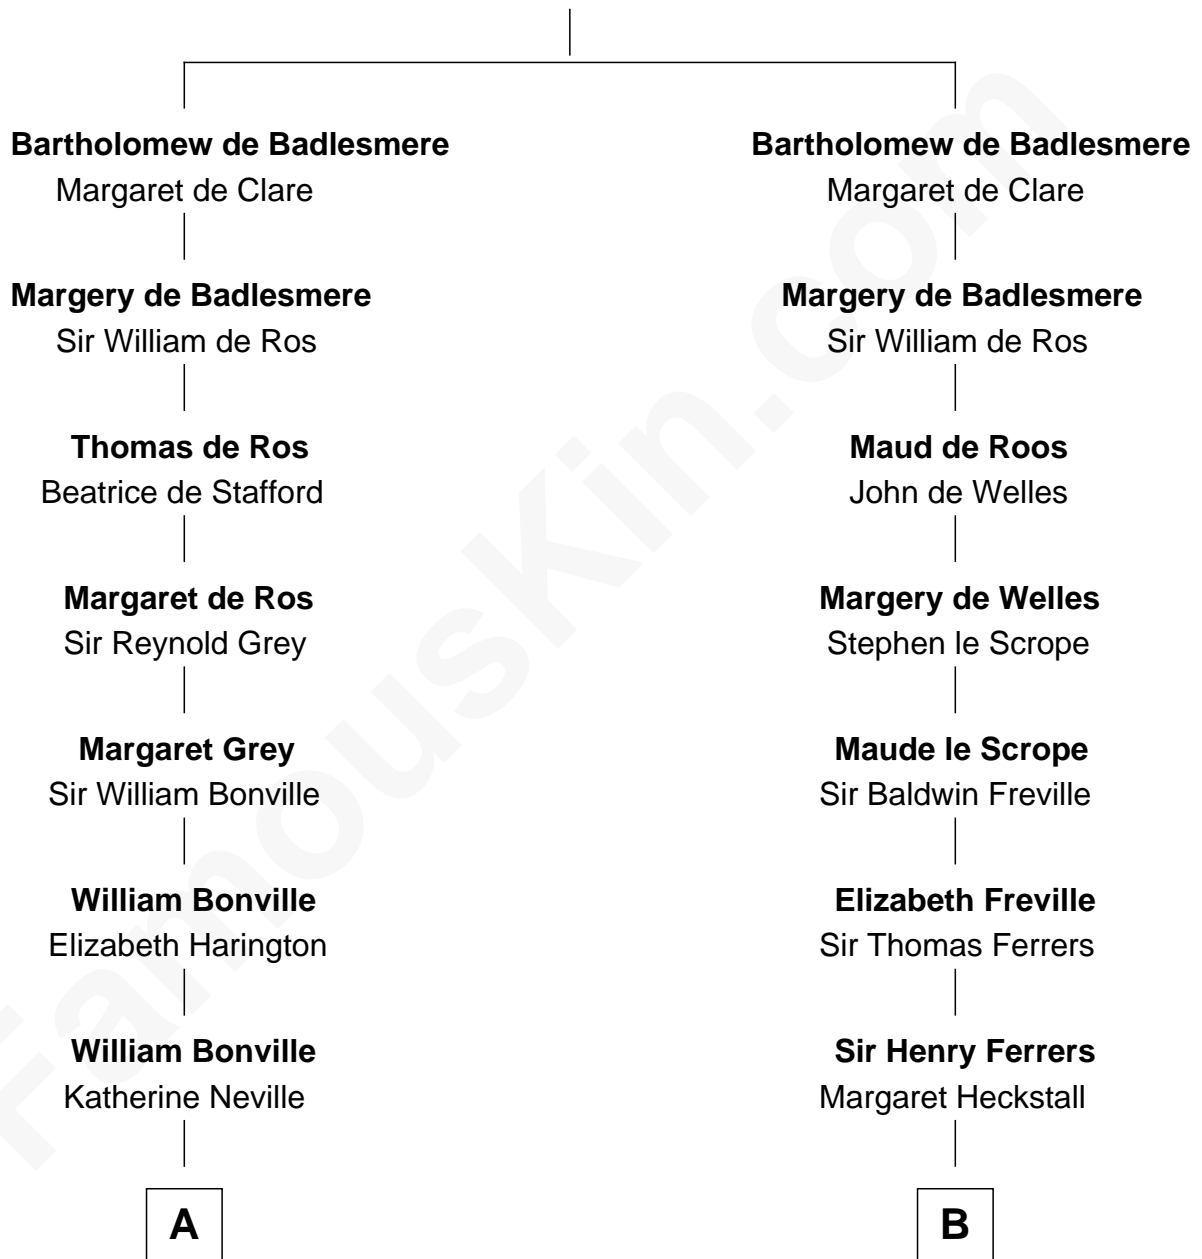 Bartholomew de Badlesmere
Margaret de Clare
Margery de Badlesmere
Sir William de Ros
Thomas de Ros
Beatrice de Stafford
Margaret de Ros
Sir Reynold Grey
Margaret Grey
Sir William Bonville
William Bonville
Elizabeth Harington
William Bonville
Katherine Neville
A
Bartholomew de Badlesmere
Margaret de Clare
Margery de Badlesmere
Sir William de Ros
Maud de Roos
John de Welles
Margery de Welles
Stephen le Scrope
Maude le Scrope
Sir Baldwin Freville
Elizabeth Freville
Sir Thomas Ferrers
Sir Henry Ferrers
Margaret Heckstall
B
FamousKin.com